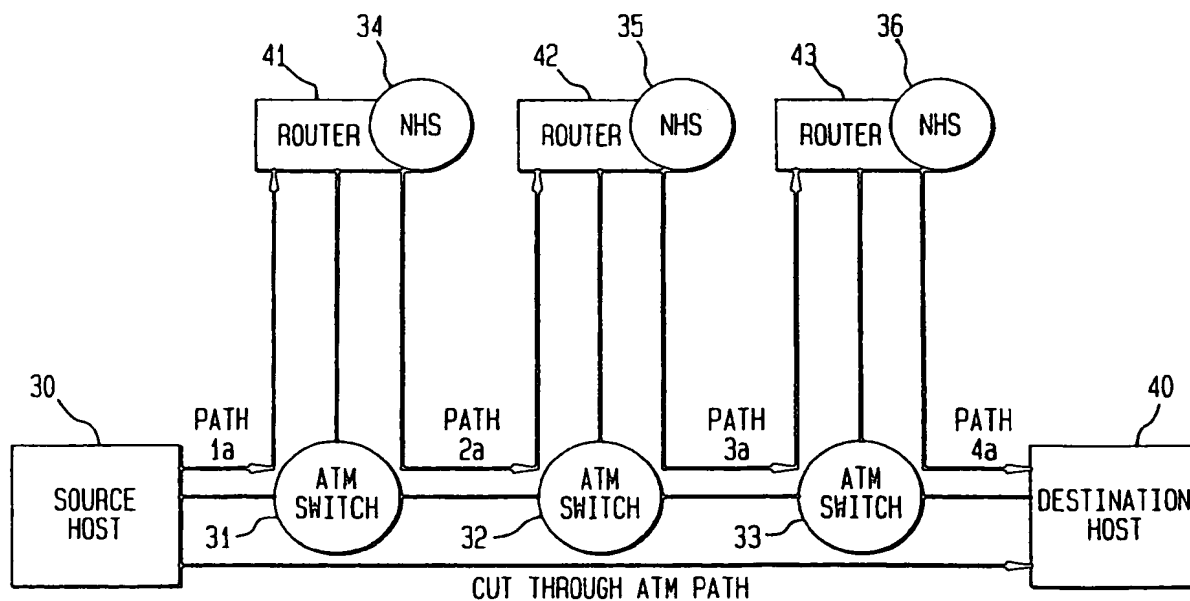 34
35
36
41
42
43
ROUTER
NHS
ROUTER
NHS
ROUTER
NHS
30
PATH
1a
PATH
2a
PATH
3a
PATH
4a
40
SOURCE
HOST
ATM
SWITCH
ATM
SWITCH
ATM
SWITCH
DESTINATION
HOST
31
32
33
CUT THROUGH ATM PATH